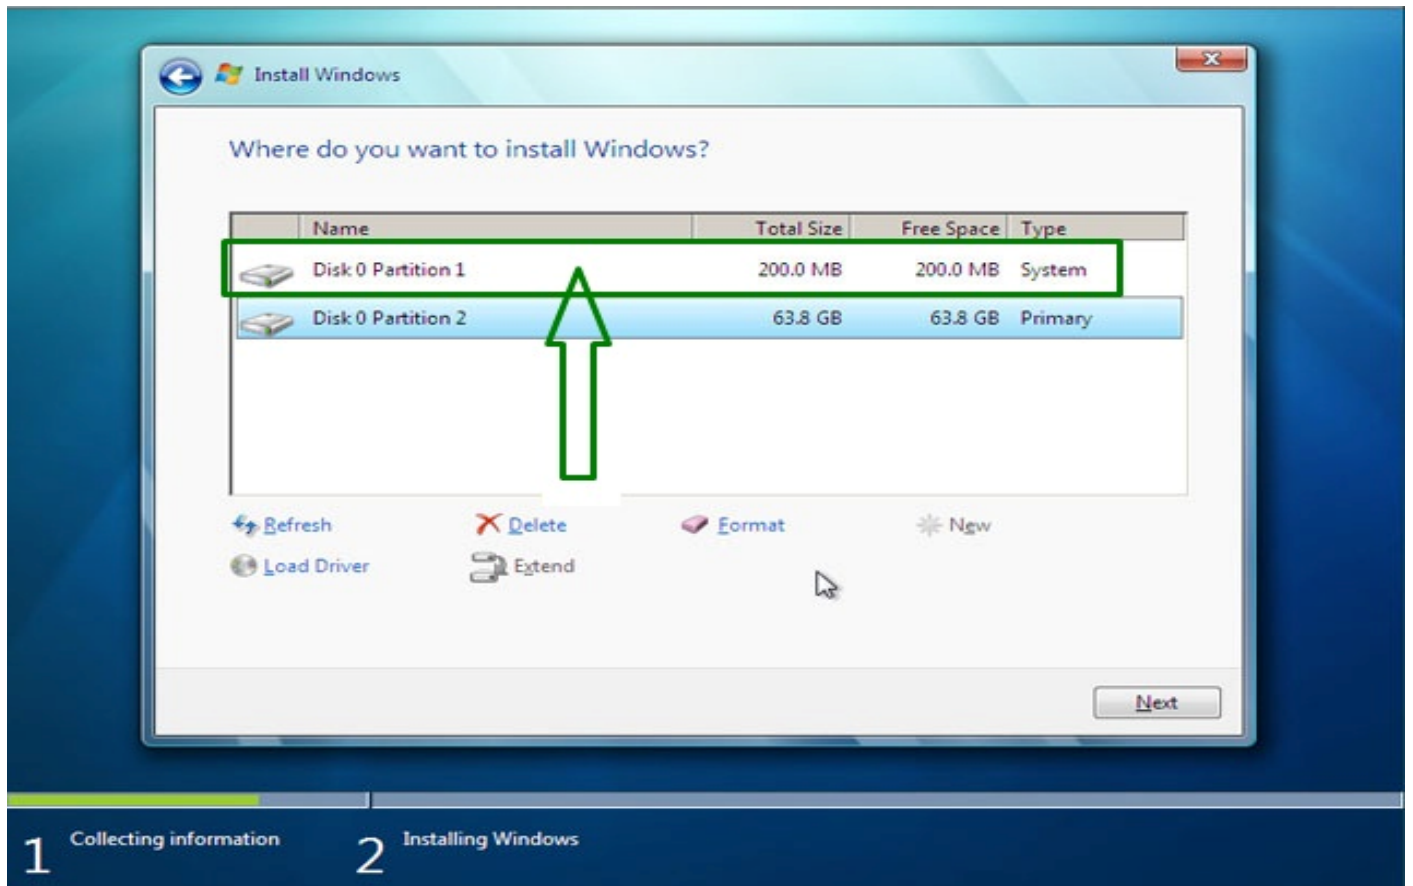 Install Windows
Where do you want to install Windows?
Name Total Size Free Space Type
Disk 0 Partition 1 200.0 MB 200.0 MB System
Disk 0 Partition 2 63.8 GB 63.8 GB Primary
Refresh Delete Format New
Load Driver Extend
Next
1 Collecting information 2 Installing Windows